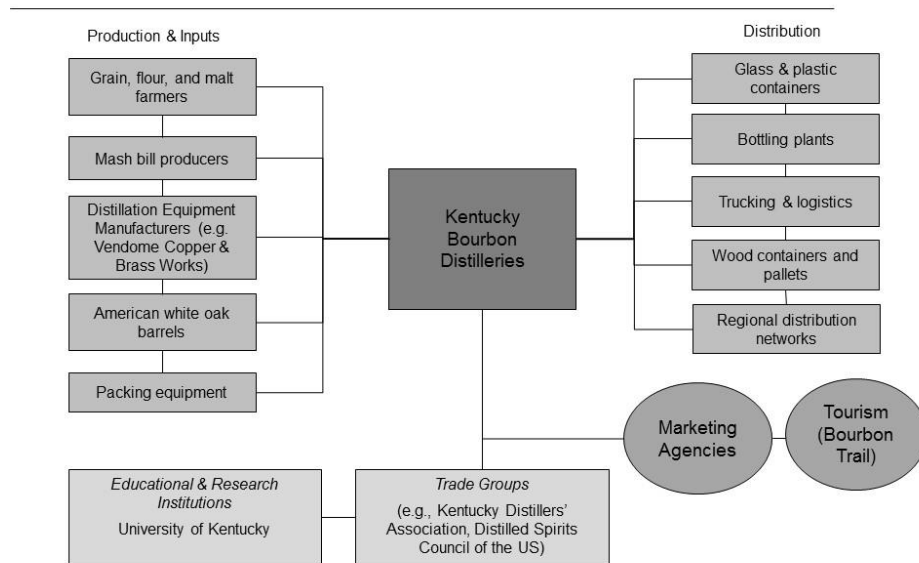 Production & Inputs
Grain, flour, and malt
farmers
Mash bill producers
Distillation Equipment
Manufacturers (e.g.
Vendome Copper &
Brass Works)
American white oak
barrels
Packing equipment
Kentucky
Bourbon
Distilleries
Distribution
Glass & plastic
containers
Bottling plants
Trucking & logistics
Wood containers and
pallets
Regional distribution
networks
Marketing
Agencies
Tourism
(Bourbon
Trail)
Educational & Research
Institutions
University of Kentucky
Trade Groups
(e.g., Kentucky Distillers'
Association, Distilled Spirits
Council of the US)